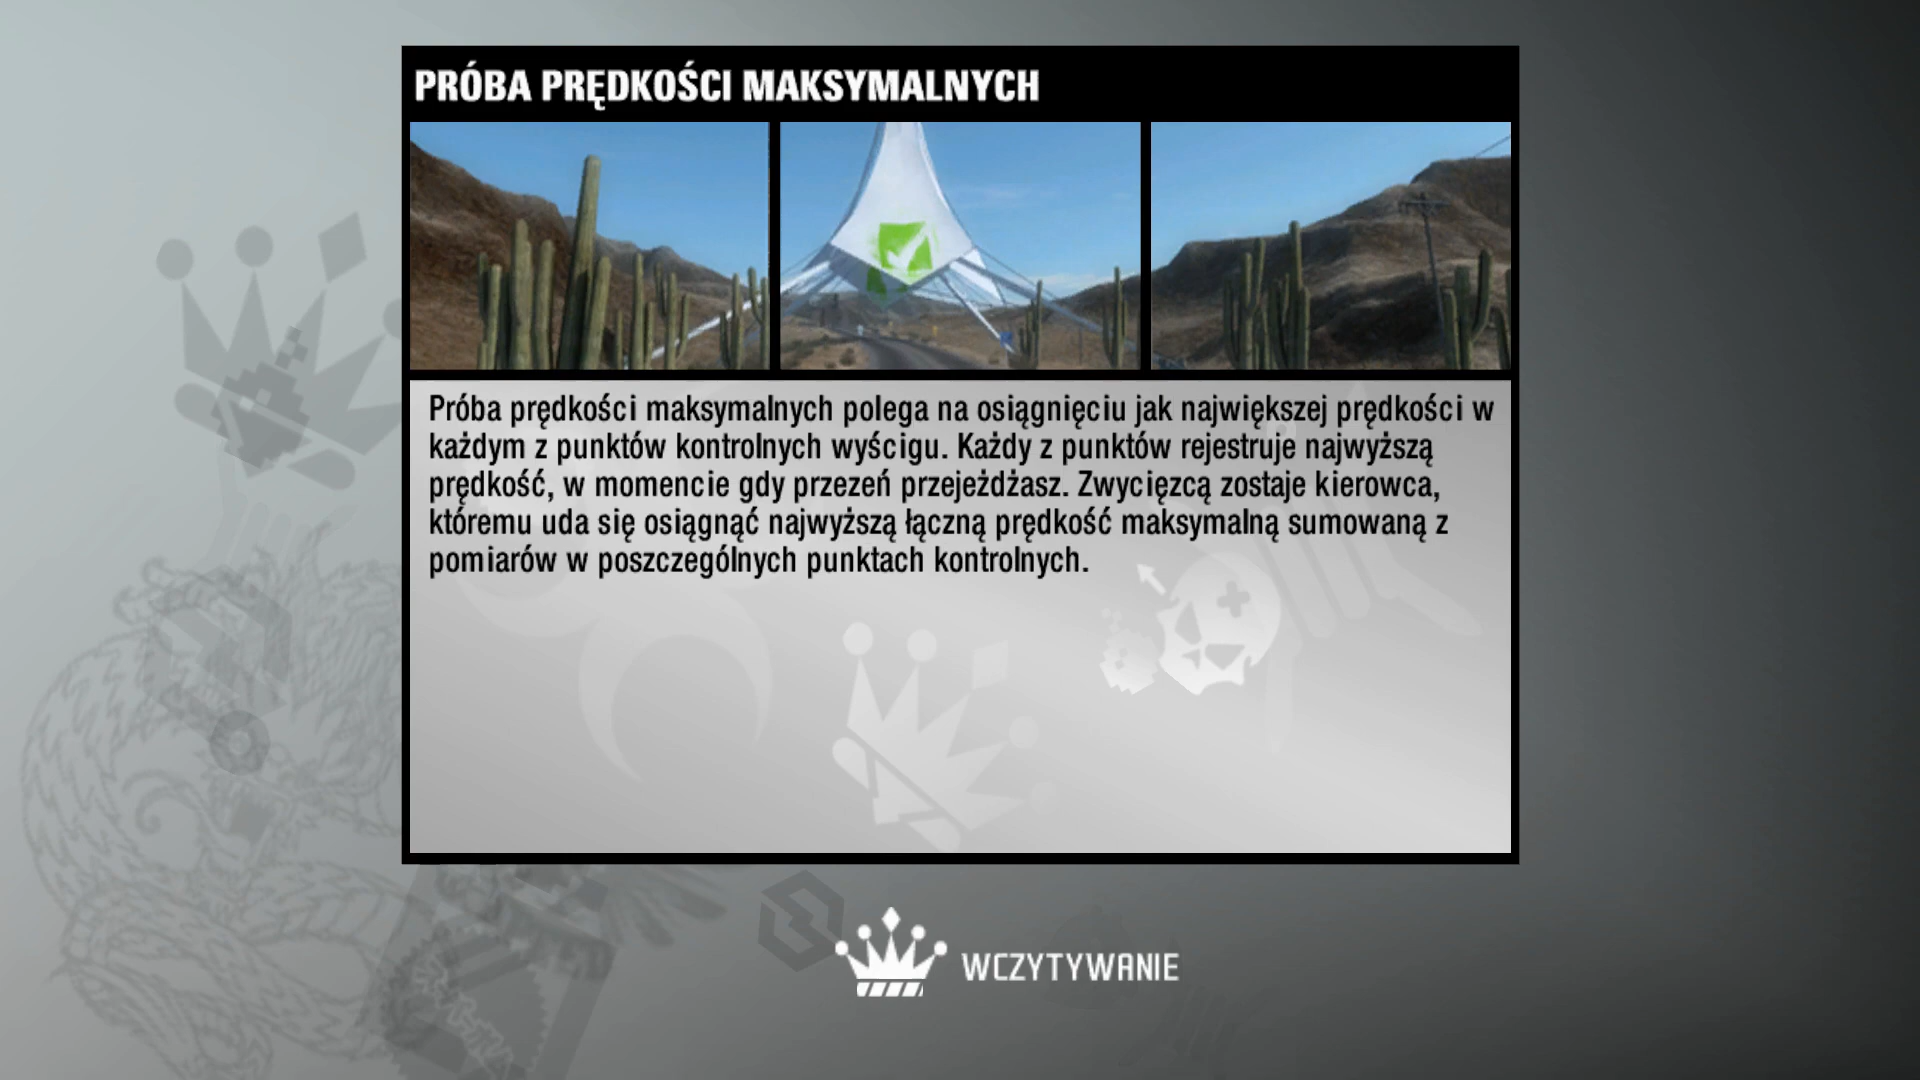 PRÓBA PRĘDKOŚCI MAKSYMALNYCH
Próba prędkości maksymalnych polega na osiągnięciu jak największej prędkości w
każdym z punktów kontrolnych wyścigu. Każdy z punktów rejestruje najwyższą
prędkość, w momencie gdy przezeń przejeżdżasz. Zwycięzcą zostaje kierowca,
któremu uda się osiągnąć najwyższą łączną prędkość maksymalną sumowaną z
pomiarów w poszczególnych punktach kontrolnych.
WCZYTYWANIE